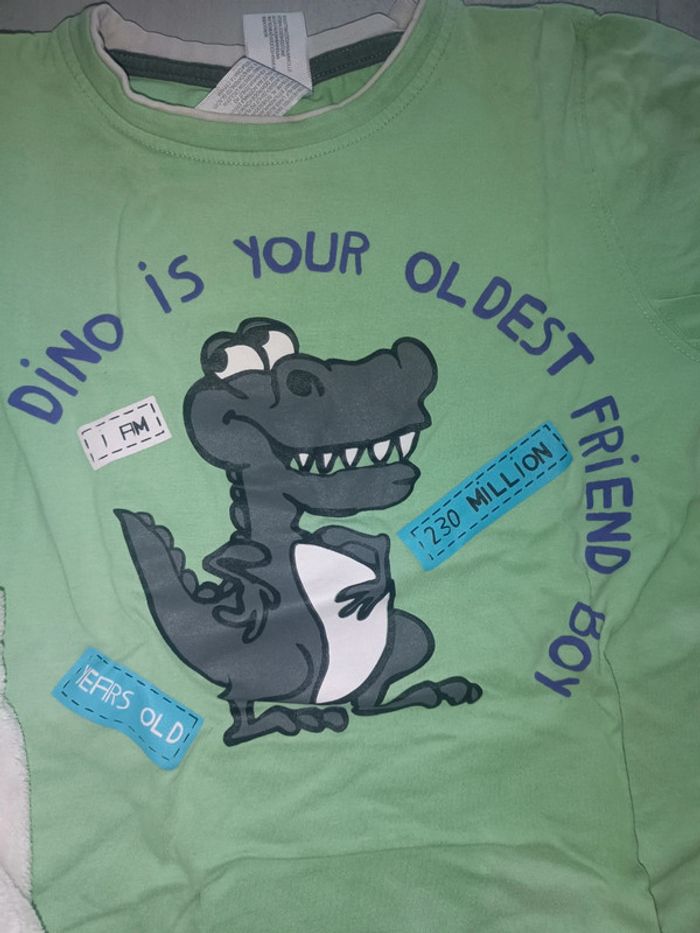 DiNO iS YOUR OLDEST FRiEND BOY
i AM
230 MILLION
YEARS OLD